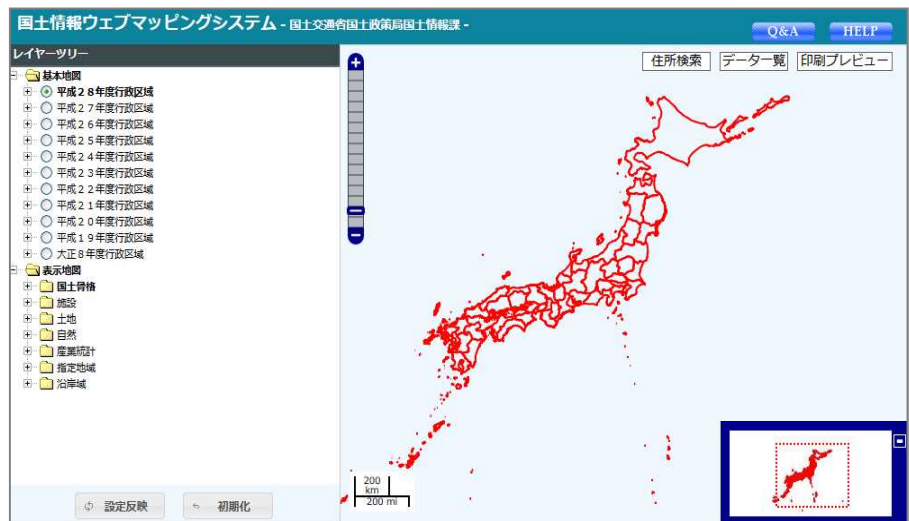 国土情報ウェブマッピングシステム - 国土交通省国土政策局国土情報課 -
Q&A
HELP
レイヤーツリー
住所検索
データ一覧
印刷プレビュー
基本地図
平成28年度行政区域
平成27年度行政区域
平成26年度行政区域
平成25年度行政区域
平成24年度行政区域
平成23年度行政区域
平成22年度行政区域
平成21年度行政区域
平成20年度行政区域
平成19年度行政区域
大正8年度行政区域
表示地図
国土骨格
施設
土地
自然
産業統計
指定地域
沿岸域
200
km
200 mi
設定反映
初期化